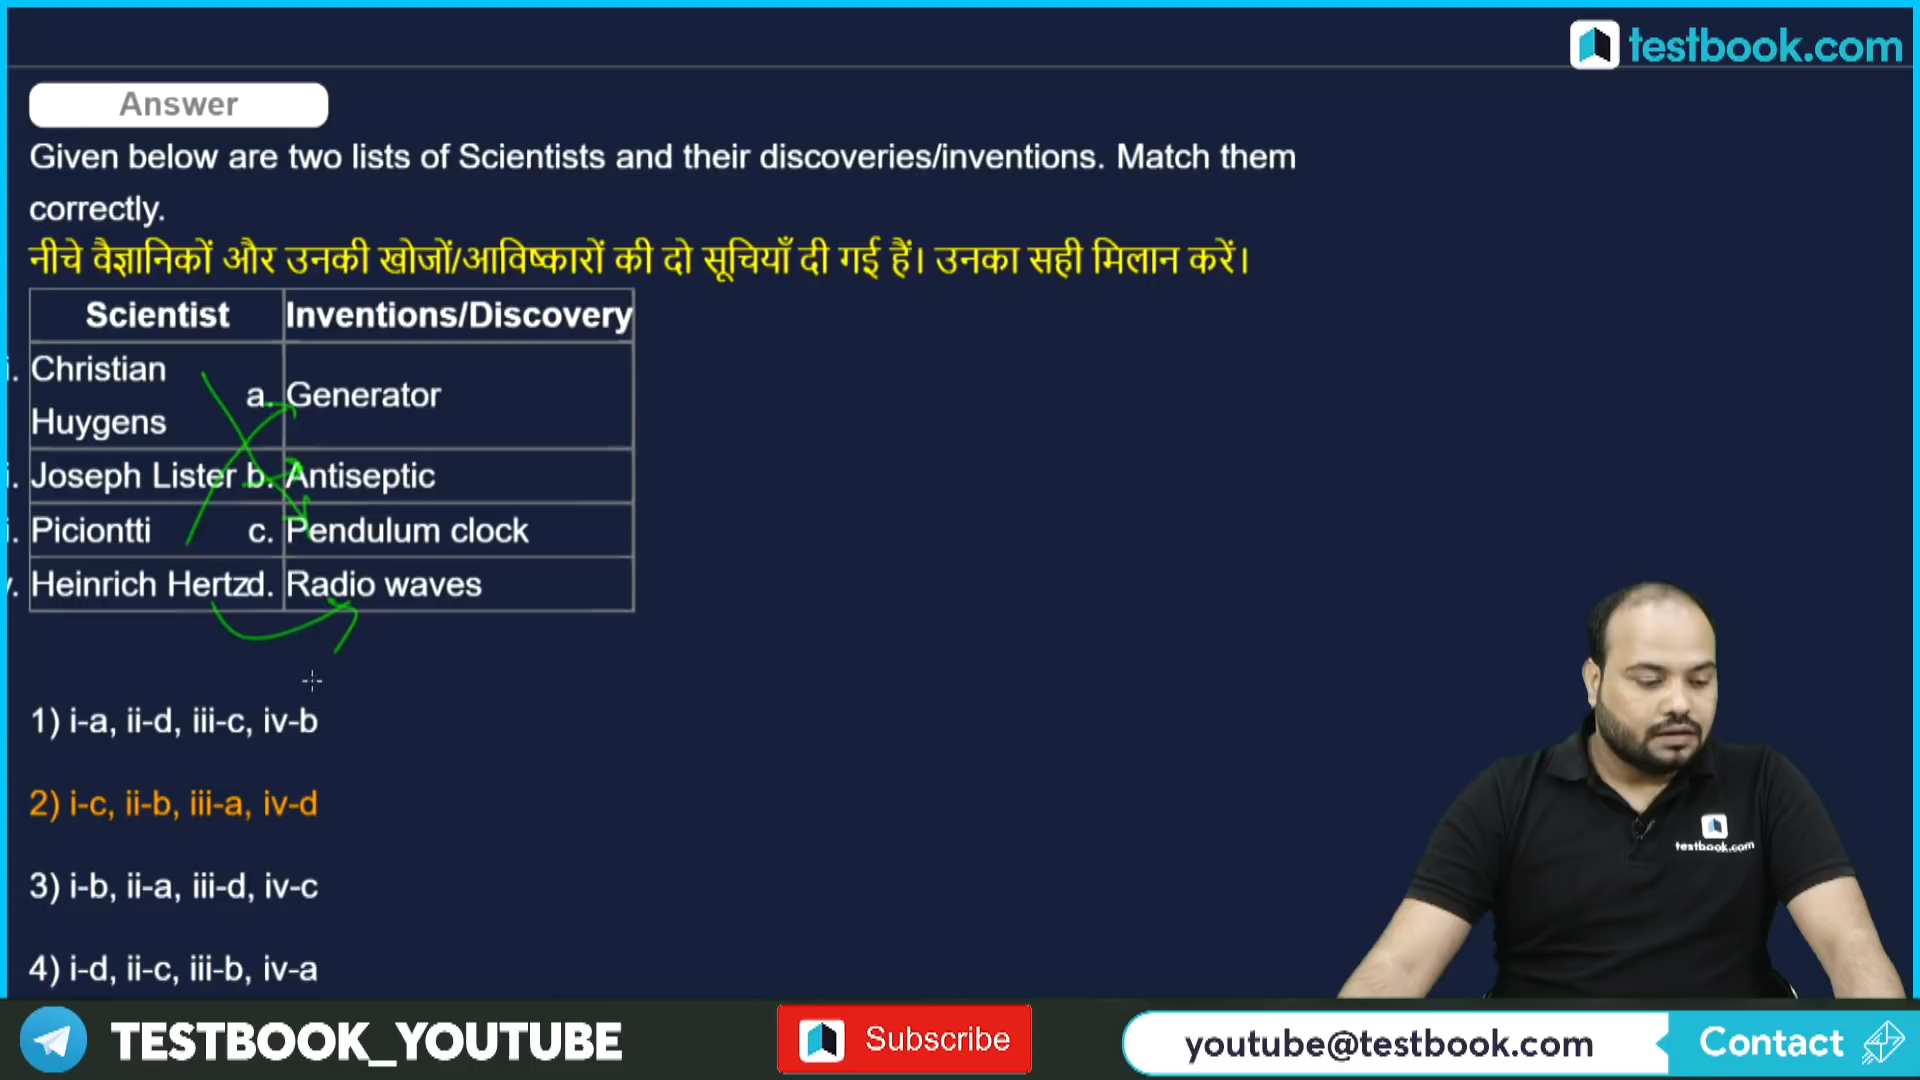 testbook.com
Answer
Given below are two lists of Scientists and their discoveries/inventions. Match them
correctly.
नीचे वैज्ञानिकों और उनकी खोजों/आविष्कारों की दो सूचियाँ दी गई हैं। उनका सही मिलान करें।
Scientist Inventions/Discovery
i. Christian
Huygens
a. Generator
i. Joseph Lister b. Antiseptic
i. Piciontti c. Pendulum clock
v. Heinrich Hertz d. Radio waves
1) i-a, ii-d, iii-c, iv-b
2) i-c, ii-b, iii-a, iv-d
3) i-b, ii-a, iii-d, iv-c
4) i-d, ii-c, iii-b, iv-a
testbook.com
TESTBOOK_YOUTUBE
Subscribe
youtube@testbook.com
Contact